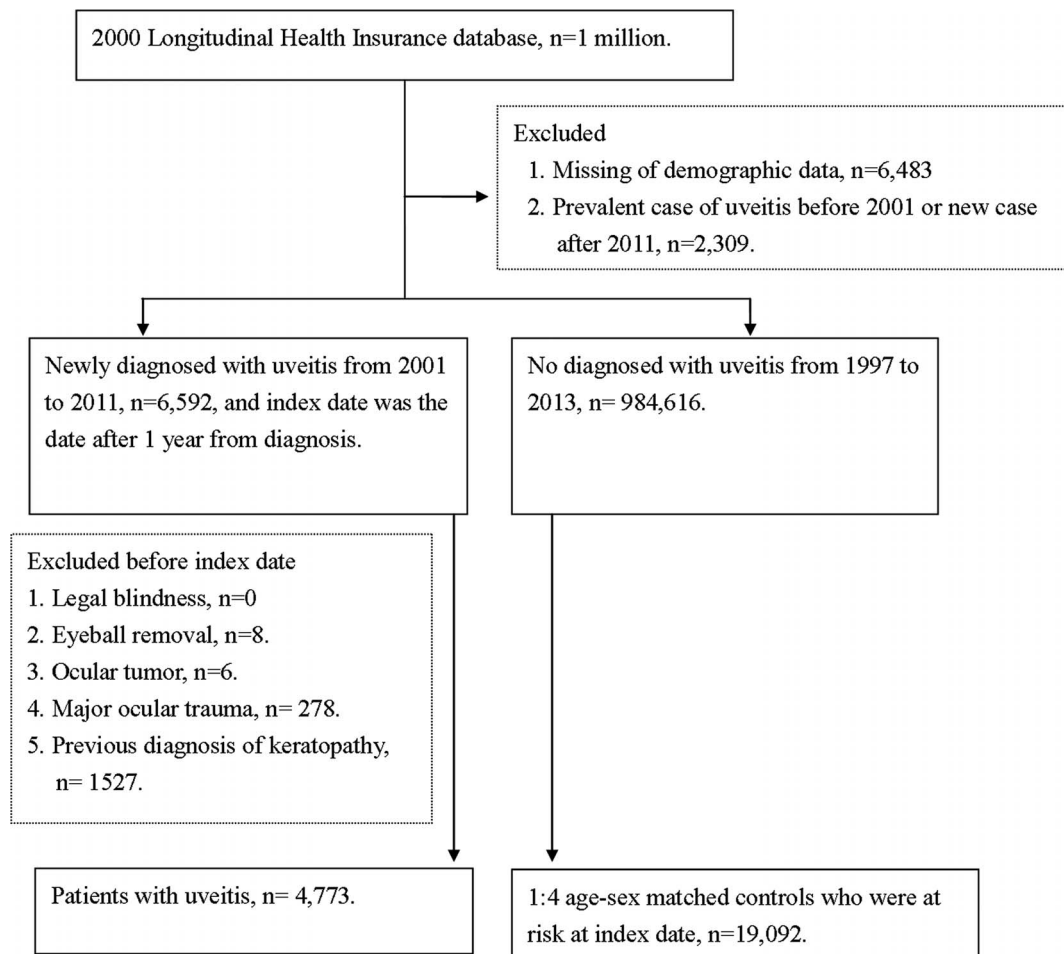 2000 Longitudinal Health Insurance database, n=1 million.
Excluded
1. Missing of demographic data, n=6,483
2. Prevalent case of uveitis before 2001 or new case
after 2011, n=2,309.
Newly diagnosed with uveitis from 2001
to 2011, n=6,592, and index date was the
date after 1 year from diagnosis.
No diagnosed with uveitis from 1997 to
2013, n= 984,616.
Excluded before index date
1. Legal blindness, n=0
2. Eyeball removal, n=8.
3. Ocular tumor, n=6.
4. Major ocular trauma, n= 278.
5. Previous diagnosis of keratopathy,
n= 1527.
Patients with uveitis, n= 4,773.
1:4 age-sex matched controls who were at
risk at index date, n=19,092.